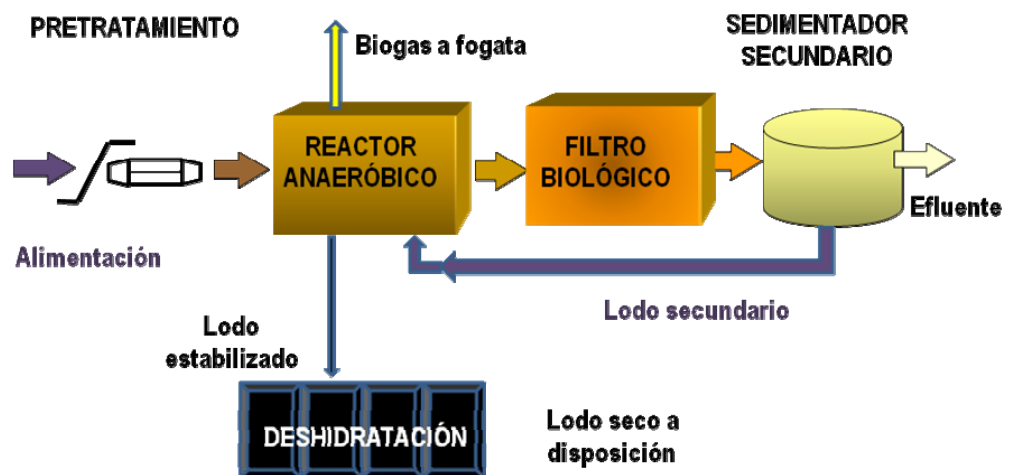 PRETRATAMIENTO
Biogas a fogata
SEDIMENTADOR
SECUNDARIO
REACTOR
ANAERÓBICO
FILTRO
BIOLÓGICO
Efluente
Alimentación
Lodo secundario
Lodo
estabilizado
DESHIDRATACIÓN
Lodo seco a
disposición